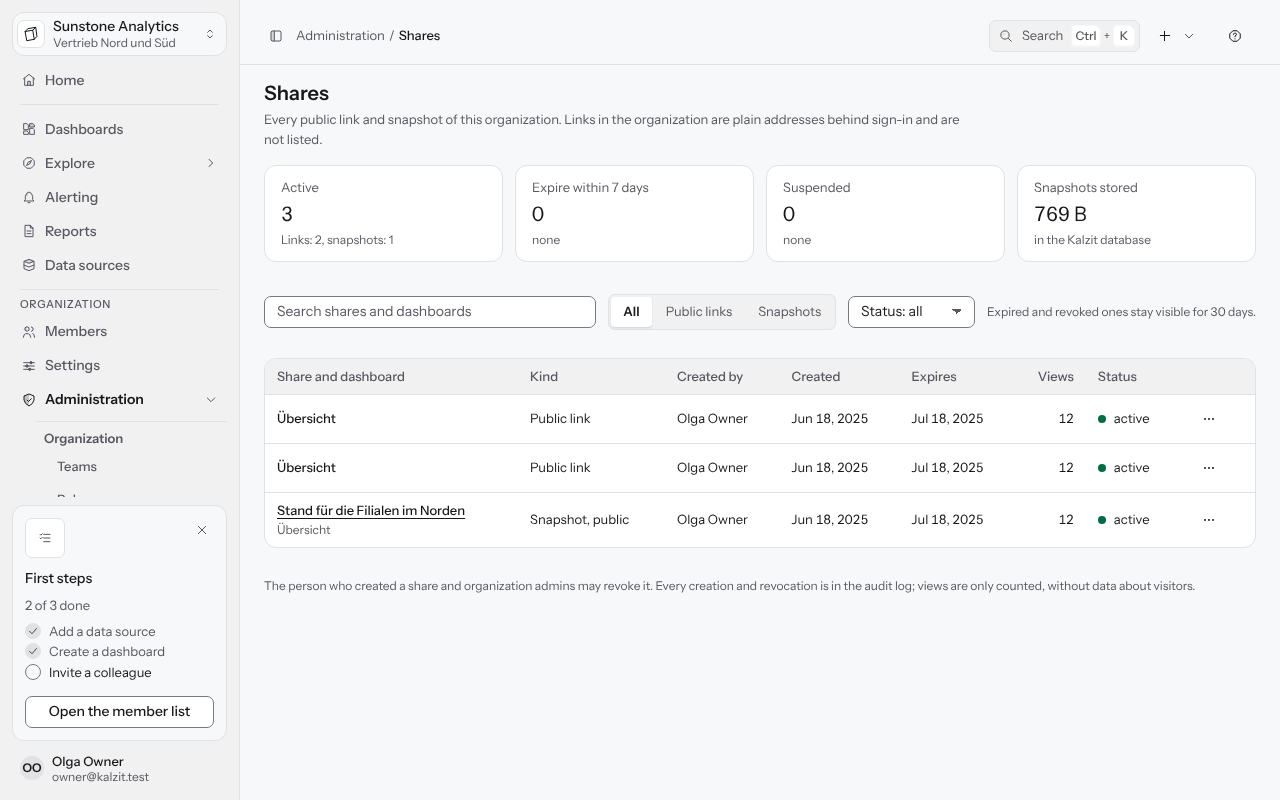 Sunstone Analytics
Vertrieb Nord und Süd
Home
Dashboards
Explore
Alerting
Reports
Data sources
ORGANIZATION
Members
Settings
Administration
Organization
Teams
First steps
2 of 3 done
Add a data source
Create a dashboard
Invite a colleague
Open the member list
OO
Olga Owner
owner@kalzit.test
Administration / Shares
Search Ctrl + K
Shares
Every public link and snapshot of this organization. Links in the organization are plain addresses behind sign-in and are
not listed.
Active
3
Links: 2, snapshots: 1
Expire within 7 days
0
none
Suspended
0
none
Snapshots stored
769 B
in the Kalzit database
Search shares and dashboards
All Public links Snapshots
Status: all
Expired and revoked ones stay visible for 30 days.
Share and dashboard Kind Created by Created Expires Views Status
Übersicht Public link Olga Owner Jun 18, 2025 Jul 18, 2025 12 active
Übersicht Public link Olga Owner Jun 18, 2025 Jul 18, 2025 12 active
Stand für die Filialen im Norden Snapshot, public Olga Owner Jun 18, 2025 Jul 18, 2025 12 active
Übersicht
The person who created a share and organization admins may revoke it. Every creation and revocation is in the audit log; views are only counted, without data about visitors.